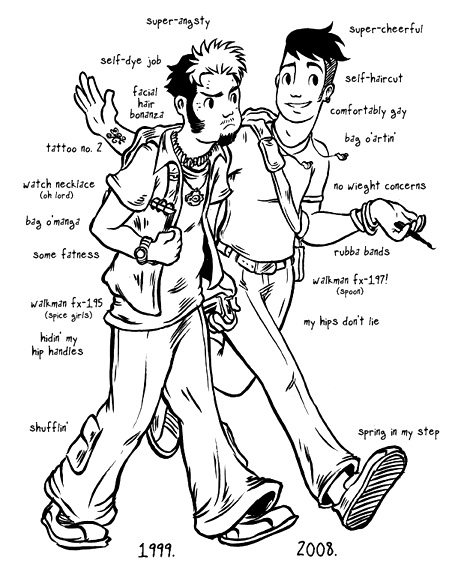 super-angsty
super-cheerful
self-dye job
self-haircut
facial
hair
bonanza
comfortably gay
bag o'artin'
tattoo no. 2
watch necklace
(oh lord)
no wieght concerns
bag o'manga
rubba bands
some fatness
walkman fx-197!
(spoon)
walkman fx-195
(spice girls)
my hips don't lie
hidin' my
hip handles
shufflin'
spring in my step
1999.
2008.